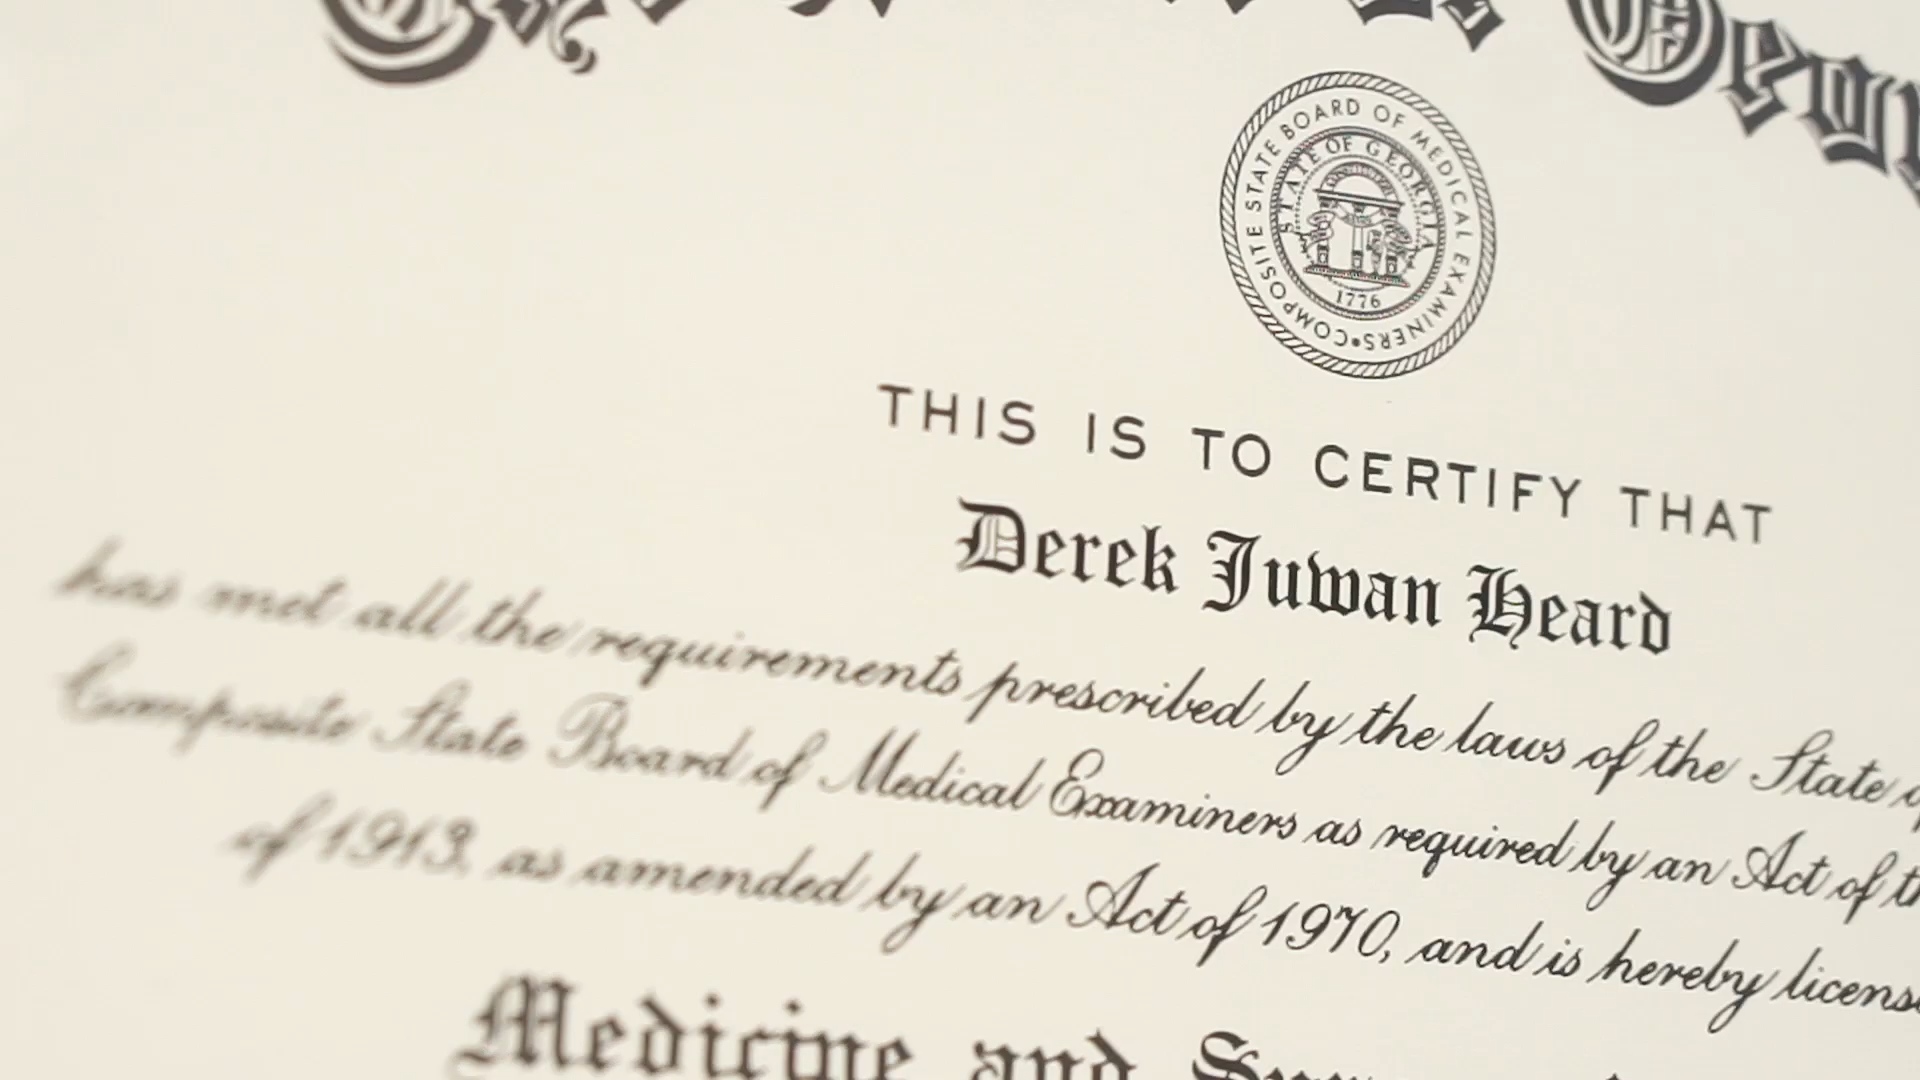 COMPOSITE STATE BOARD OF MEDICAL EXAMINERS
STATE OF GEORGIA
1776
THIS IS TO CERTIFY THAT
Derek Juwan Heard
has met all the requirements prescribed by the laws of the State
Composite State Board of Medical Examiners as required by an Act of
of 1913, as amended by an Act of 1970, and is hereby
Medicine and